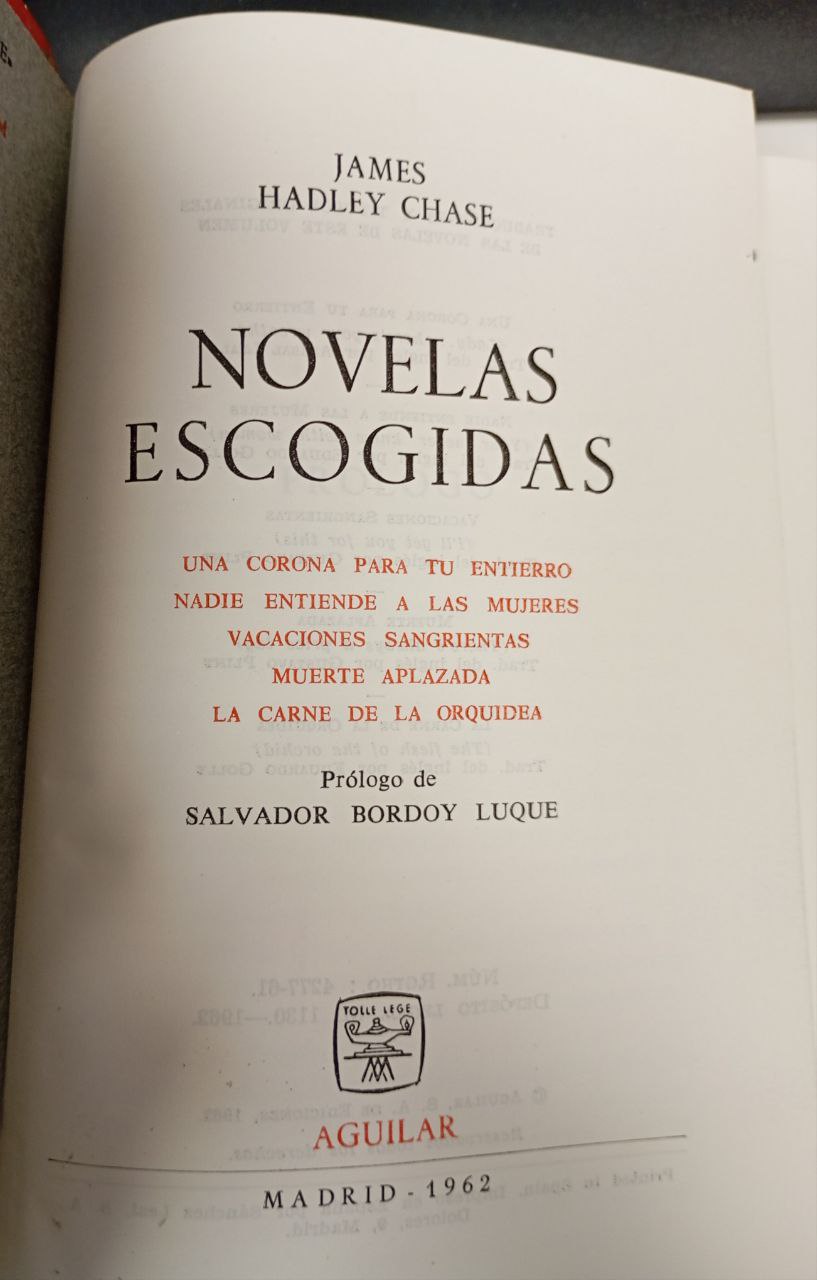 JAMES
HADLEY CHASE
NOVELAS
ESCOGIDAS
UNA CORONA PARA TU ENTIERRO
NADIE ENTIENDE A LAS MUJERES
VACACIONES SANGRIENTAS
MUERTE APLAZADA
LA CARNE DE LA ORQUIDEA
Prólogo de
SALVADOR BORDOY LUQUE
TOLLE LEGE
AGUILAR
MADRID - 1962